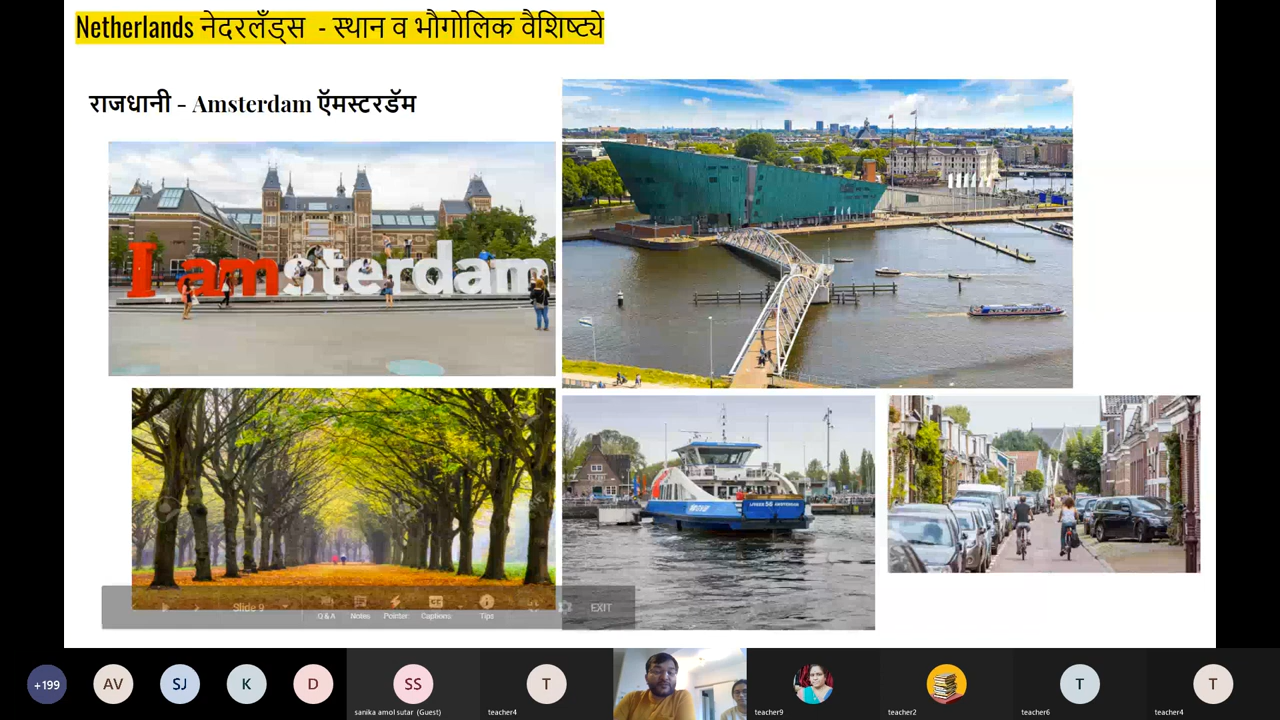 Netherlands नेदरलँड्स - स्थान व भौगोलिक वैशिष्ट्ये
राजधानी - Amsterdam ऍमस्टरडॅम
I amsterdam
Slide 9
Q & A
Notes
Pointer
Captions
Tips
EXIT
+199
AV
SJ
K
D
SS
sanika amol sutar (Guest)
T
teacher4
teacher9
teacher2
T
teacher6
T
teacher4